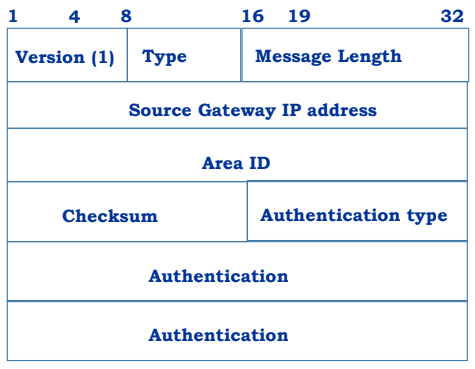 1 4 8 16 19 32
Version (1) Type Message Length
Source Gateway IP address
Area ID
Checksum Authentication type
Authentication
Authentication